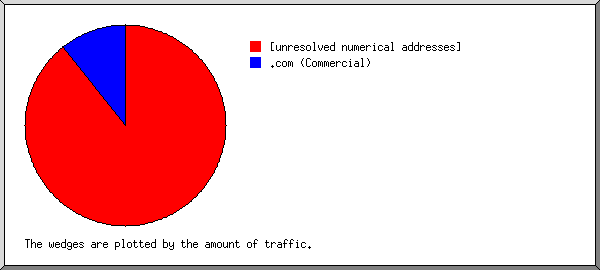 [unresolved numerical addresses]
.com (Commercial)
The wedges are plotted by the amount of traffic.